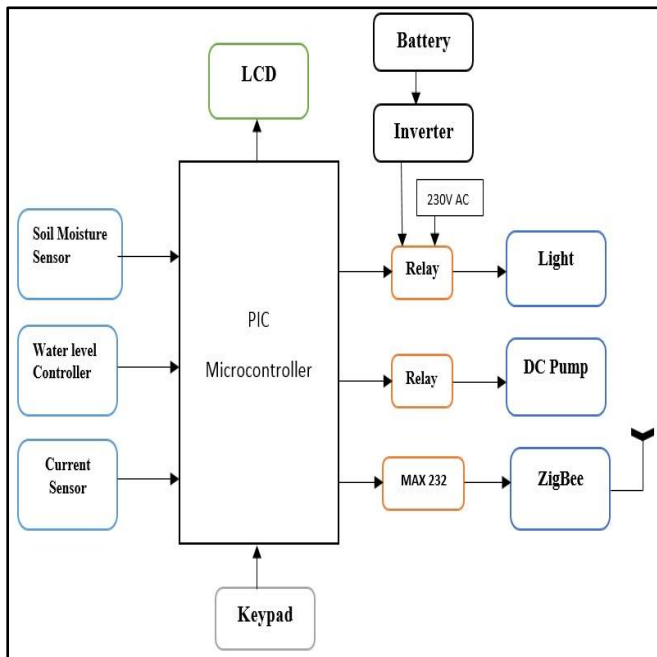 Battery
LCD
Inverter
230V AC
Soil Moisture
Sensor
Relay
Light
PIC
Microcontroller
Water level
Controller
Relay
DC Pump
Current
Sensor
MAX 232
ZigBee
Keypad